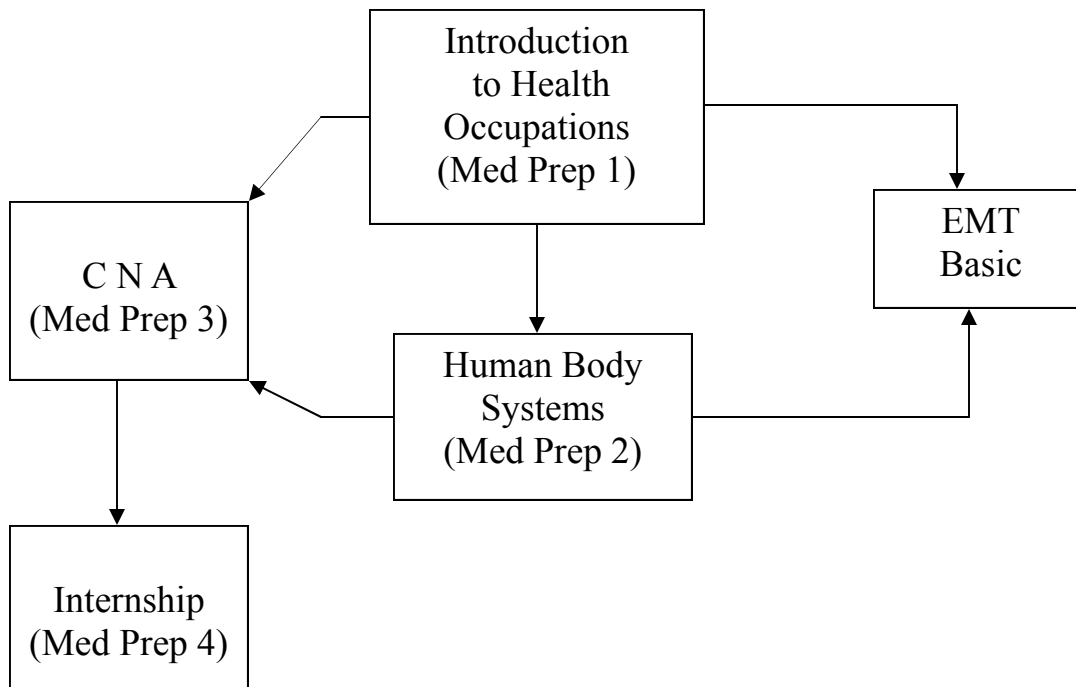 Introduction
to Health
Occupations
(Med Prep 1)
EMT
Basic
C N A
(Med Prep 3)
Human Body
Systems
(Med Prep 2)
Internship
(Med Prep 4)